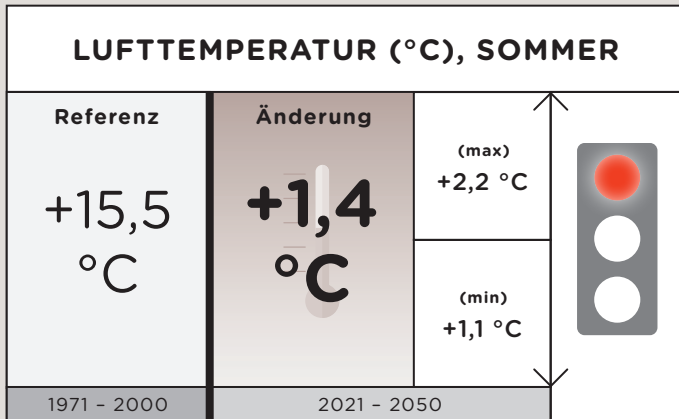 LUFTTEMPERATUR (°C), SOMMER
Referenz
+15,5
°C
Änderung
+1,4
°C
(max)
+2,2 °C
(min)
+1,1 °C
1971 – 2000
2021 – 2050